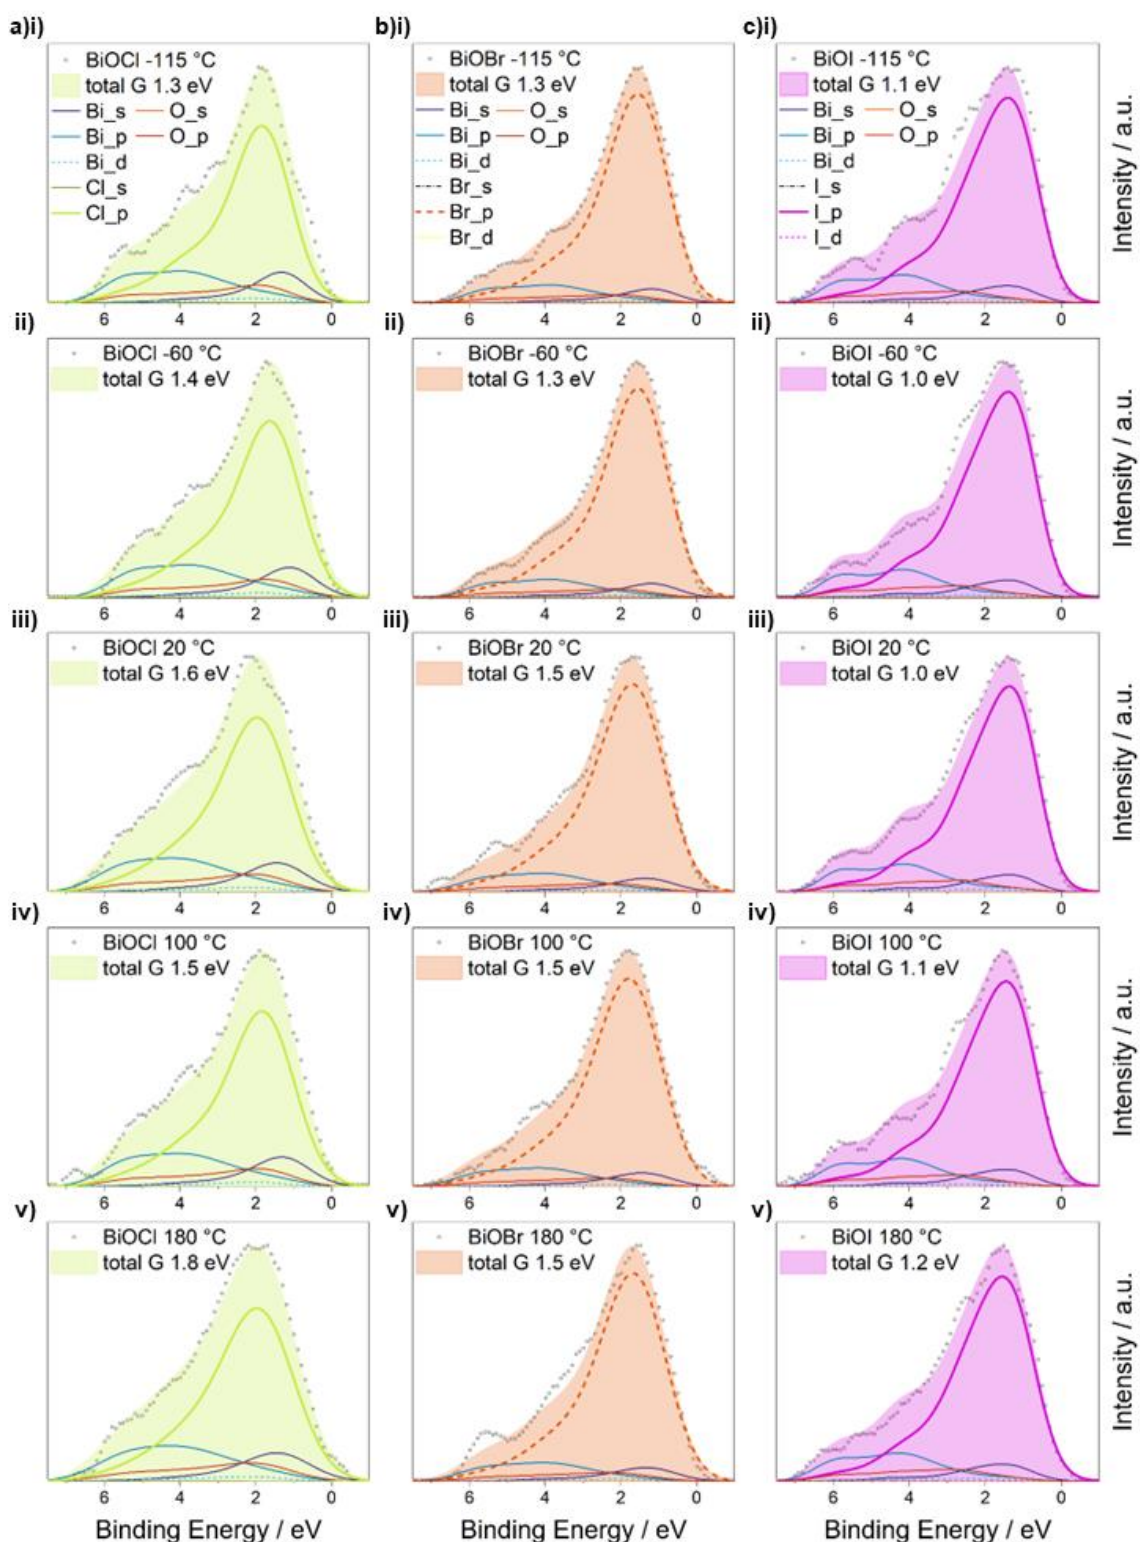 a)i)
BiOCl -115 °C
total G 1.3 eV
Bi_s O_s
Bi_p O_p
Bi_d
Cl_s
Cl_p
6 4 2 0
b)i)
BiOBr -115 °C
total G 1.3 eV
Bi_s O_s
Bi_p O_p
Bi_d
Br_s
Br_p
Br_d
6 4 2 0
c)i)
BiOI -115 °C
total G 1.1 eV
Bi_s O_s
Bi_p O_p
Bi_d
I_s
I_p
I_d
6 4 2 0
Intensity / a.u.
ii)
BiOCl -60 °C
total G 1.4 eV
6 4 2 0
ii)
BiOBr -60 °C
total G 1.3 eV
6 4 2 0
ii)
BiOI -60 °C
total G 1.0 eV
6 4 2 0
Intensity / a.u.
iii)
BiOCl 20 °C
total G 1.6 eV
6 4 2 0
iii)
BiOBr 20 °C
total G 1.5 eV
6 4 2 0
iii)
BiOI 20 °C
total G 1.0 eV
6 4 2 0
Intensity / a.u.
iv)
BiOCl 100 °C
total G 1.5 eV
6 4 2 0
iv)
BiOBr 100 °C
total G 1.5 eV
6 4 2 0
iv)
BiOI 100 °C
total G 1.1 eV
6 4 2 0
Intensity / a.u.
v)
BiOCl 180 °C
total G 1.8 eV
6 4 2 0
Binding Energy / eV
v)
BiOBr 180 °C
total G 1.5 eV
6 4 2 0
Binding Energy / eV
v)
BiOI 180 °C
total G 1.2 eV
6 4 2 0
Binding Energy / eV
Intensity / a.u.